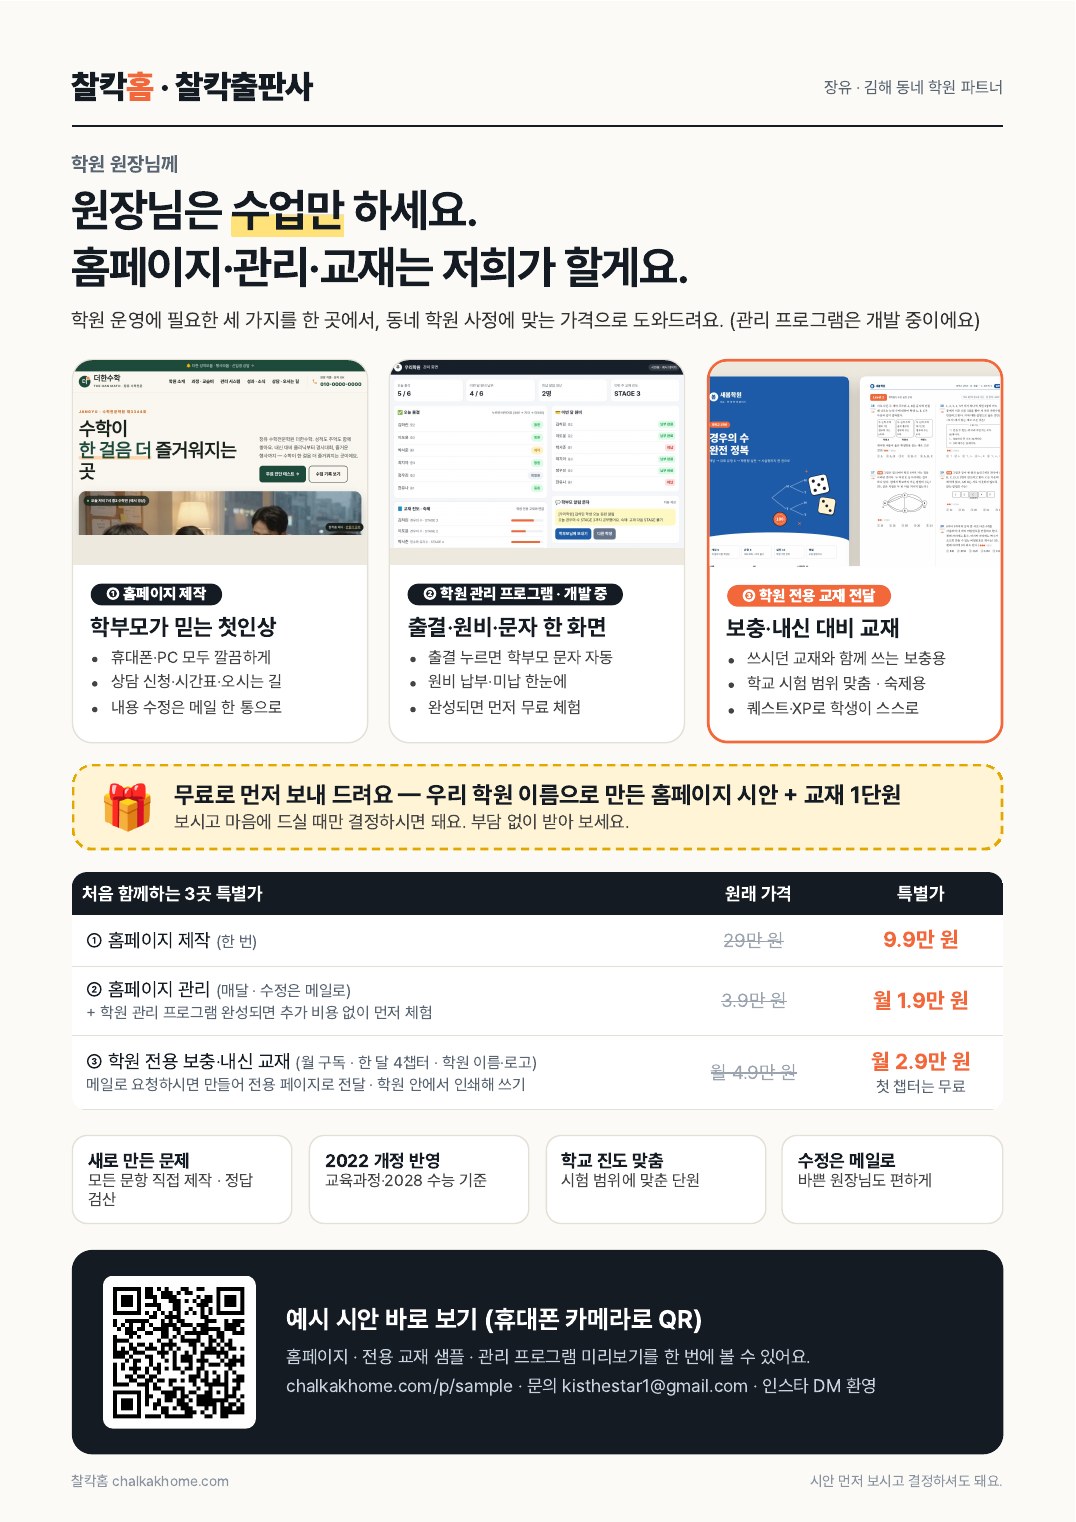 찰칵홈 · 찰칵출판사
장유 · 김해 동네 학원 파트너
학원 원장님께
원장님은 수업만 하세요.
홈페이지·관리·교재는 저희가 할게요.
학원 운영에 필요한 세 가지를 한 곳에서, 동네 학원 사정에 맞는 가격으로 도와드려요. (관리 프로그램은 개발 중이에요)
더한수학
010-0000-0000
수학이
한 걸음 더 즐거워지는
곳
5 / 6
4 / 6
2명
STAGE 3
새봄학원
경우의 수
완전 정복
① 홈페이지 제작
학부모가 믿는 첫인상
• 휴대폰·PC 모두 깔끔하게
• 상담 신청·시간표·오시는 길
• 내용 수정은 메일 한 통으로
② 학원 관리 프로그램 · 개발 중
출결·원비·문자 한 화면
• 출결 누르면 학부모 문자 자동
• 원비 납부·미납 한눈에
• 완성되면 먼저 무료 체험
③ 학원 전용 교재 전달
보충·내신 대비 교재
• 쓰시던 교재와 함께 쓰는 보충용
• 학교 시험 범위 맞춤 · 숙제용
• 퀘스트·XP로 학생이 스스로
무료로 먼저 보내 드려요 — 우리 학원 이름으로 만든 홈페이지 시안 + 교재 1단원
보시고 마음에 드실 때만 결정하시면 돼요. 부담 없이 받아 보세요.
처음 함께하는 3곳 특별가 원래 가격 특별가
① 홈페이지 제작 (한 번) 29만 원 9.9만 원
② 홈페이지 관리 (매달 · 수정은 메일로) 3.9만 원 월 1.9만 원
+ 학원 관리 프로그램 완성되면 추가 비용 없이 먼저 체험
③ 학원 전용 보충·내신 교재 (월 구독 · 한 달 4챕터 · 학원 이름·로고) 월 4.9만 원 월 2.9만 원
메일로 요청하시면 만들어 전용 페이지로 전달 · 학원 안에서 인쇄해 쓰기 첫 챕터는 무료
새로 만든 문제
모든 문항 직접 제작 · 정답
검산
2022 개정 반영
교육과정·2028 수능 기준
학교 진도 맞춤
시험 범위에 맞춘 단원
수정은 메일로
바쁜 원장님도 편하게
예시 시안 바로 보기 (휴대폰 카메라로 QR)
홈페이지 · 전용 교재 샘플 · 관리 프로그램 미리보기를 한 번에 볼 수 있어요.
chalkakhome.com/p/sample · 문의 kisthestar1@gmail.com · 인스타 DM 환영
찰칵홈 chalkakhome.com
시안 먼저 보시고 결정하셔도 돼요.